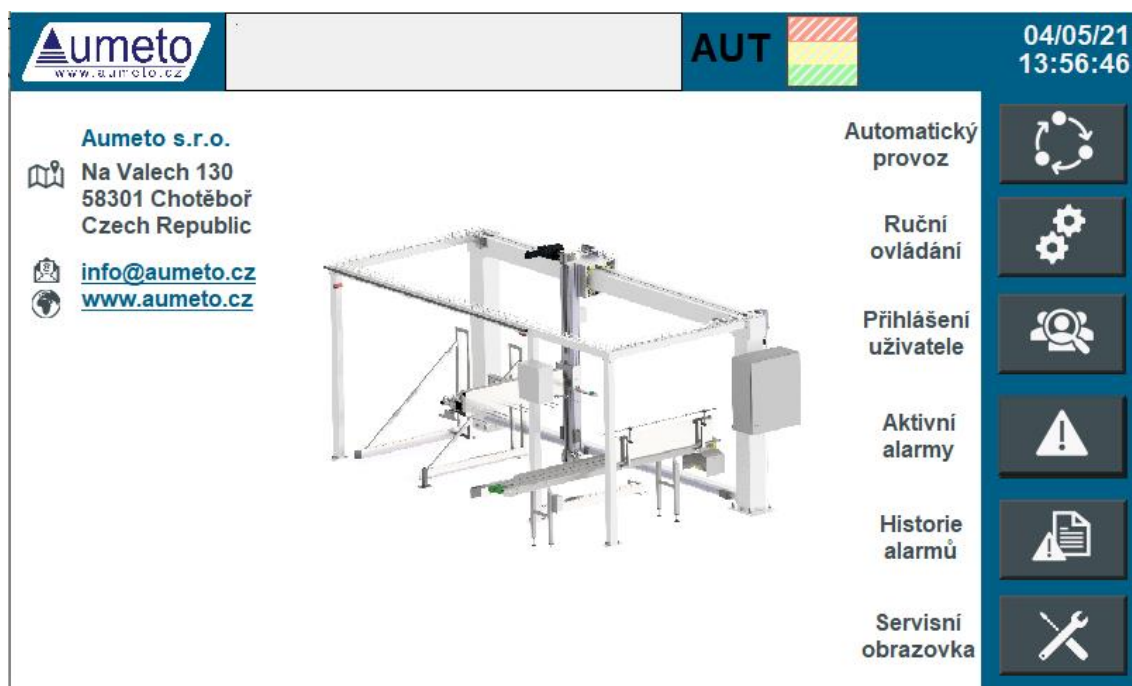 Aumeto
www.aumeto.cz
AUT
04/05/21
13:56:46
Aumeto s.r.o.
Na Valech 130
58301 Chotěboř
Czech Republic
info@aumeto.cz
www.aumeto.cz
Automatický
provoz
Ruční
ovládání
Přihlášení
uživatele
Aktivní
alarmy
Historie
alarmů
Servisní
obrazovka